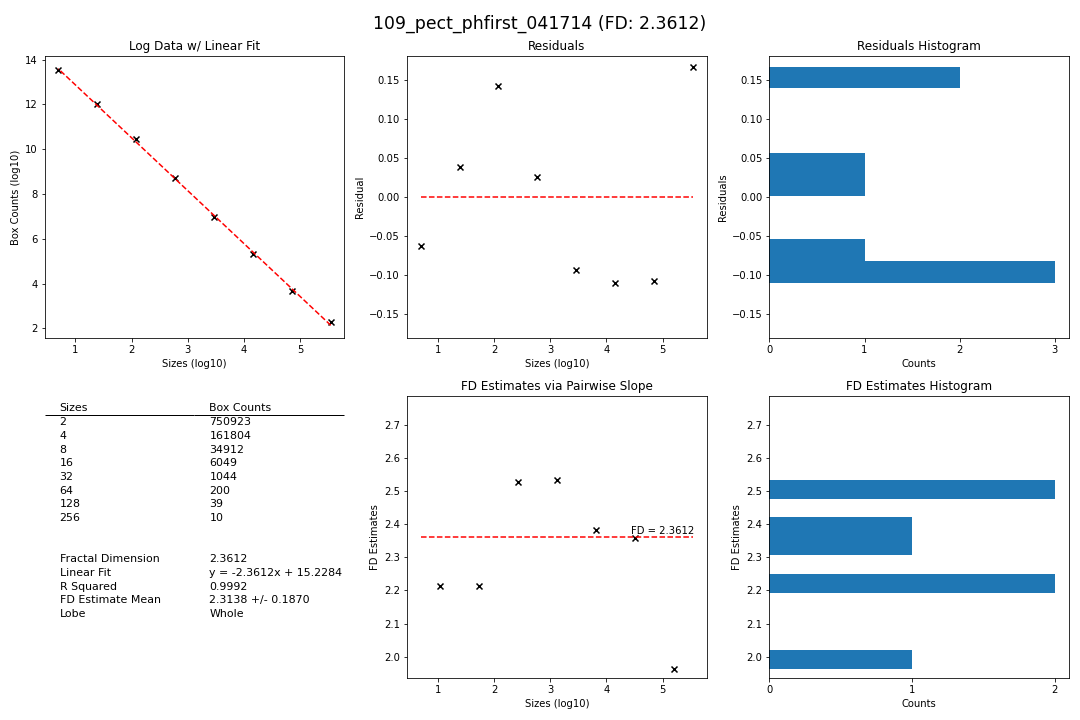 109_pect_phfirst_041714 (FD: 2.3612)
Log Data w/ Linear Fit
14
12
10
8
6
4
2
Box Counts (log10)
1 2 3 4 5
Sizes (log10)
Residuals
0.15
0.10
0.05
0.00
−0.05
−0.10
−0.15
Residual
1 2 3 4 5
Sizes (log10)
Residuals Histogram
0.15
0.10
0.05
0.00
−0.05
−0.10
−0.15
Residuals
0 1 2 3
Counts
Sizes Box Counts
2 750923
4 161804
8 34912
16 6049
32 1044
64 200
128 39
256 10
Fractal Dimension 2.3612
Linear Fit y = -2.3612x + 15.2284
R Squared 0.9992
FD Estimate Mean 2.3138 +/- 0.1870
Lobe Whole
FD Estimates via Pairwise Slope
2.7
2.6
2.5
2.4
2.3
2.2
2.1
2.0
FD Estimates
FD = 2.3612
1 2 3 4 5
Sizes (log10)
FD Estimates Histogram
2.7
2.6
2.5
2.4
2.3
2.2
2.1
2.0
FD Estimates
0 1 2
Counts